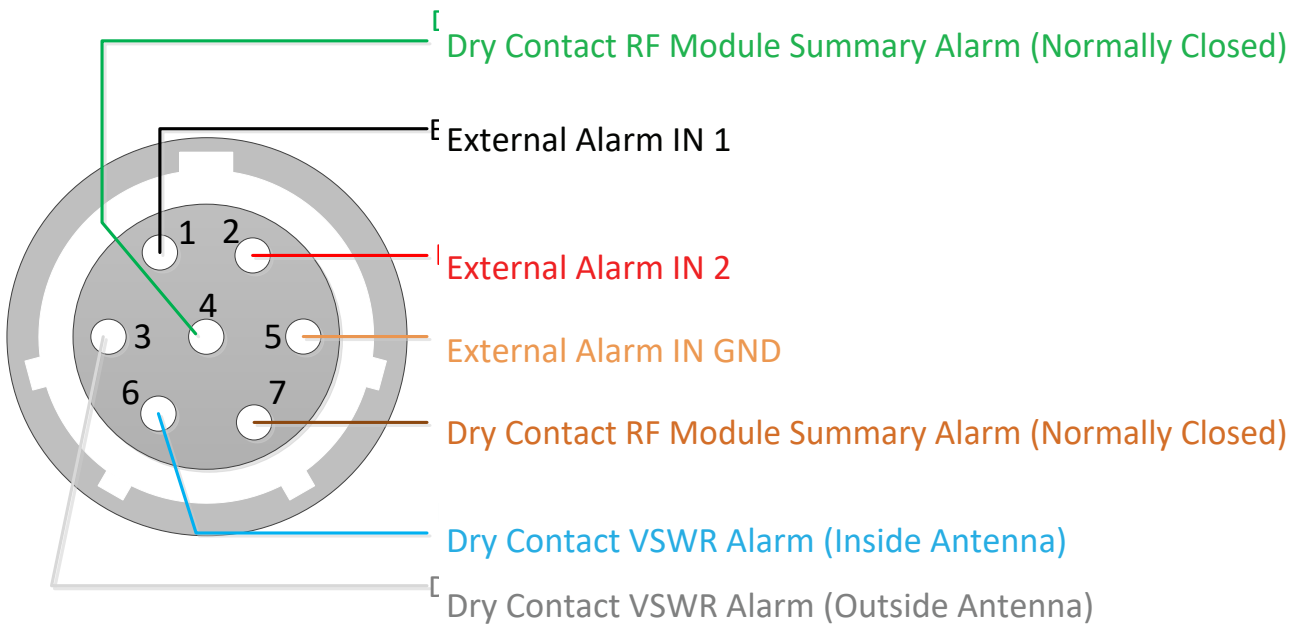 Dry Contact RF Module Summary Alarm (Normally Closed)
External Alarm IN 1
1 2
External Alarm IN 2
4
3 5
External Alarm IN GND
6 7
Dry Contact RF Module Summary Alarm (Normally Closed)
Dry Contact VSWR Alarm (Inside Antenna)
Dry Contact VSWR Alarm (Outside Antenna)